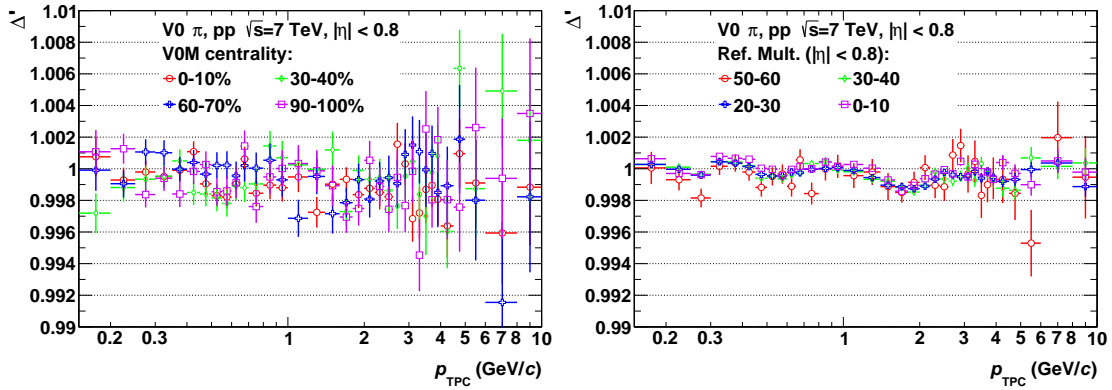 Δ'
V0 π, pp √s=7 TeV, |η| < 0.8
V0M centrality:
0-10% 30-40%
60-70% 90-100%
1.01
1.008
1.006
1.004
1.002
1
0.998
0.996
0.994
0.992
0.99
0.2 0.3 1 2 3 4 5 6 7 8 10
p_TPC (GeV/c)
Δ'
V0 π, pp √s=7 TeV, |η| < 0.8
Ref. Mult. (|η| < 0.8):
50-60 30-40
20-30 0-10
1.01
1.008
1.006
1.004
1.002
1
0.998
0.996
0.994
0.992
0.99
0.2 0.3 1 2 3 4 5 6 7 8 10
p_TPC (GeV/c)